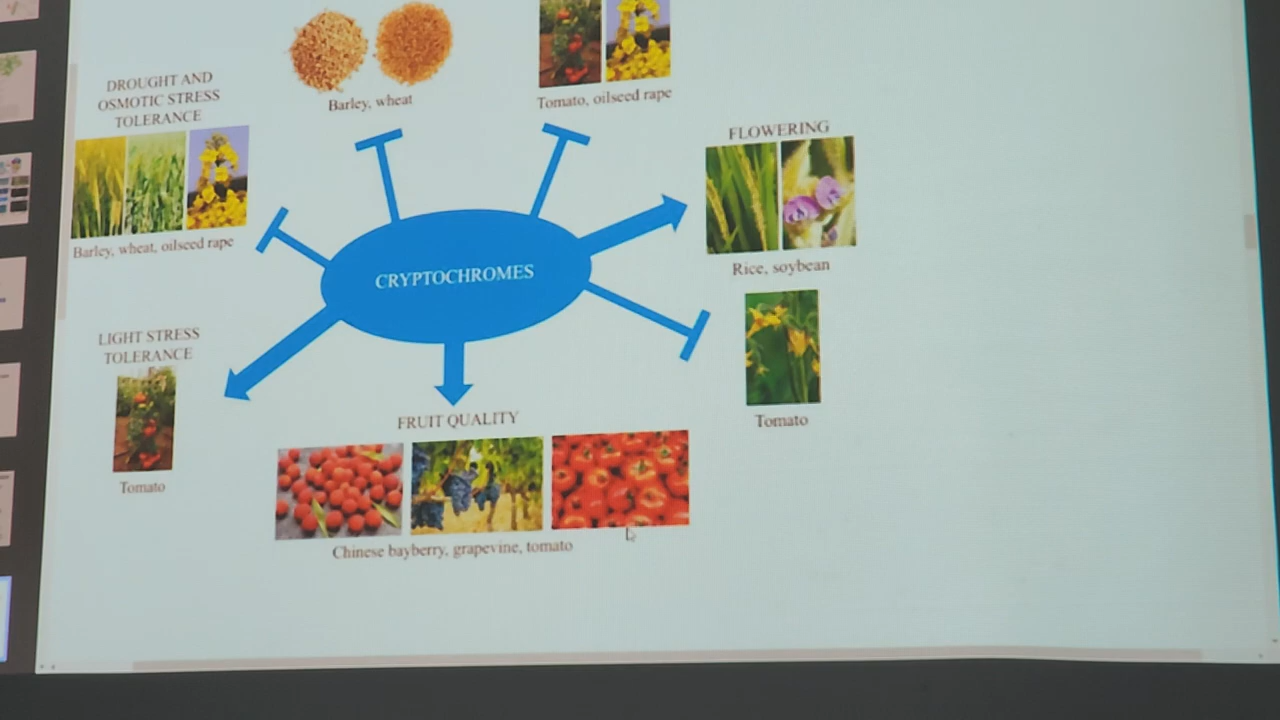 DROUGHT AND
OSMOTIC STRESS
TOLERANCE
Barley, wheat
Tomato, oilseed rape
FLOWERING
Barley, wheat, oilseed rape
CRYPTOCHROMES
Rice, soybean
LIGHT STRESS
TOLERANCE
FRUIT QUALITY
Tomato
Tomato
Chinese bayberry, grapevine, tomato